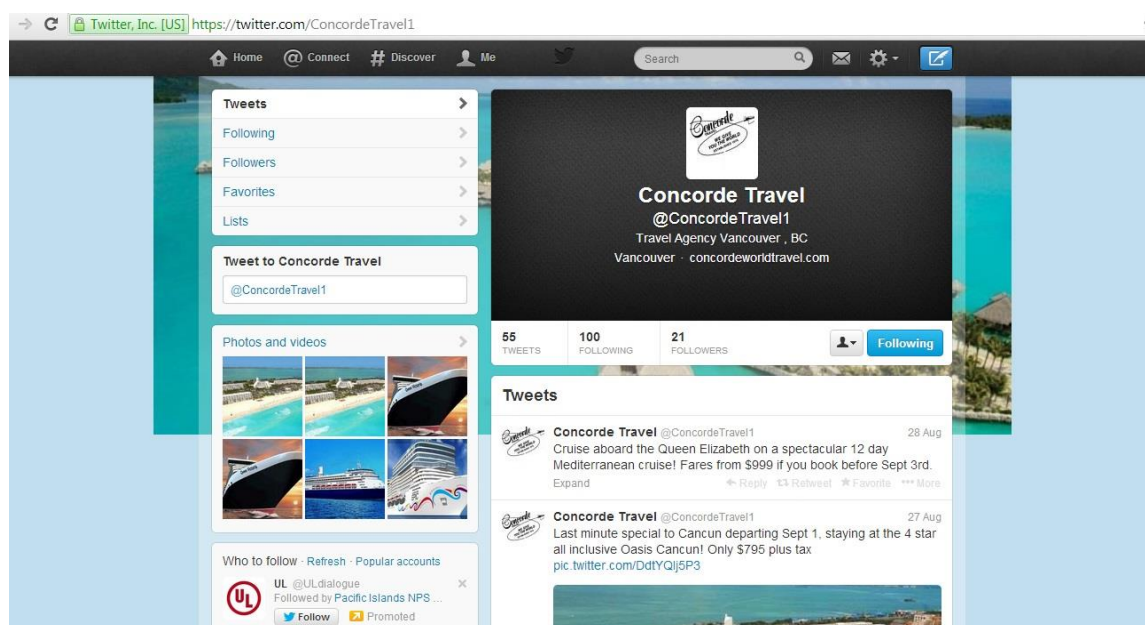 Twitter, Inc. [US] https://twitter.com/ConcordeTravel1
Home @ Connect # Discover Me Search
Tweets
Following
Followers
Favorites
Lists
Tweet to Concorde Travel
@ConcordeTravel1
Photos and videos
Who to follow · Refresh · Popular accounts
UL @ULdialogue
Followed by Pacific Islands NPS ...
Follow Promoted
Concorde
WE GIVE
YOU THE WORLD
Concorde Travel
@ConcordeTravel1
Travel Agency Vancouver , BC
Vancouver · concordeworldtravel.com
55 100 21
TWEETS FOLLOWING FOLLOWERS
Following
Tweets
Concorde Travel @ConcordeTravel1 28 Aug
Cruise aboard the Queen Elizabeth on a spectacular 12 day
Mediterranean cruise! Fares from $999 if you book before Sept 3rd.
Expand Reply Retweet Favorite More
Concorde Travel @ConcordeTravel1 27 Aug
Last minute special to Cancun departing Sept 1, staying at the 4 star
all inclusive Oasis Cancun! Only $795 plus tax
pic.twitter.com/DdtYQlj5P3